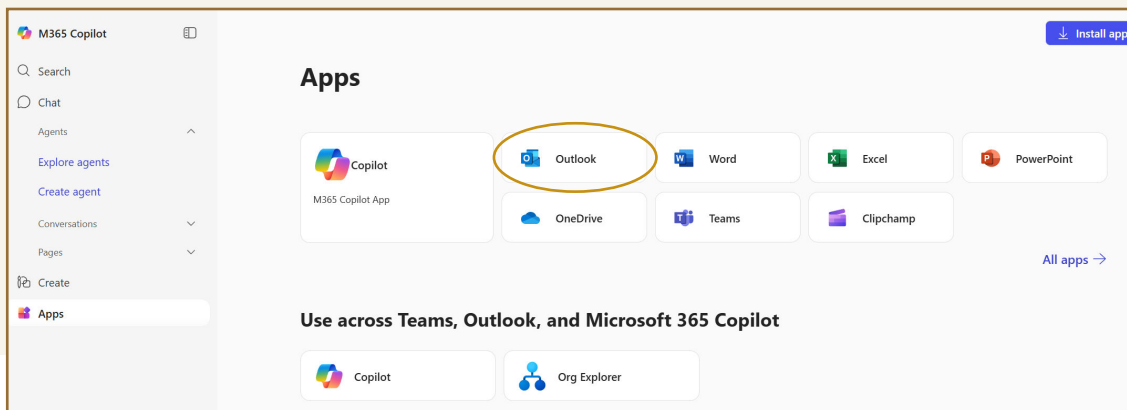 M365 Copilot
Search
Chat
Agents
Explore agents
Create agent
Conversations
Pages
Create
Apps
Install app
Apps
Copilot
M365 Copilot App
Outlook
Word
Excel
PowerPoint
OneDrive
Teams
Clipchamp
All apps
Use across Teams, Outlook, and Microsoft 365 Copilot
Copilot
Org Explorer